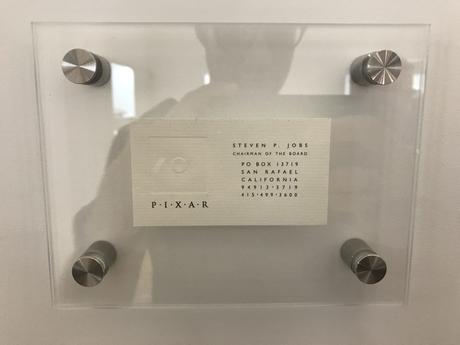 STEVEN P. JOBS
CHAIRMAN OF THE BOARD
PO BOX 13719
SAN RAFAEL
CALIFORNIA
94913-3719
415·499·3600
P·I·X·A·R